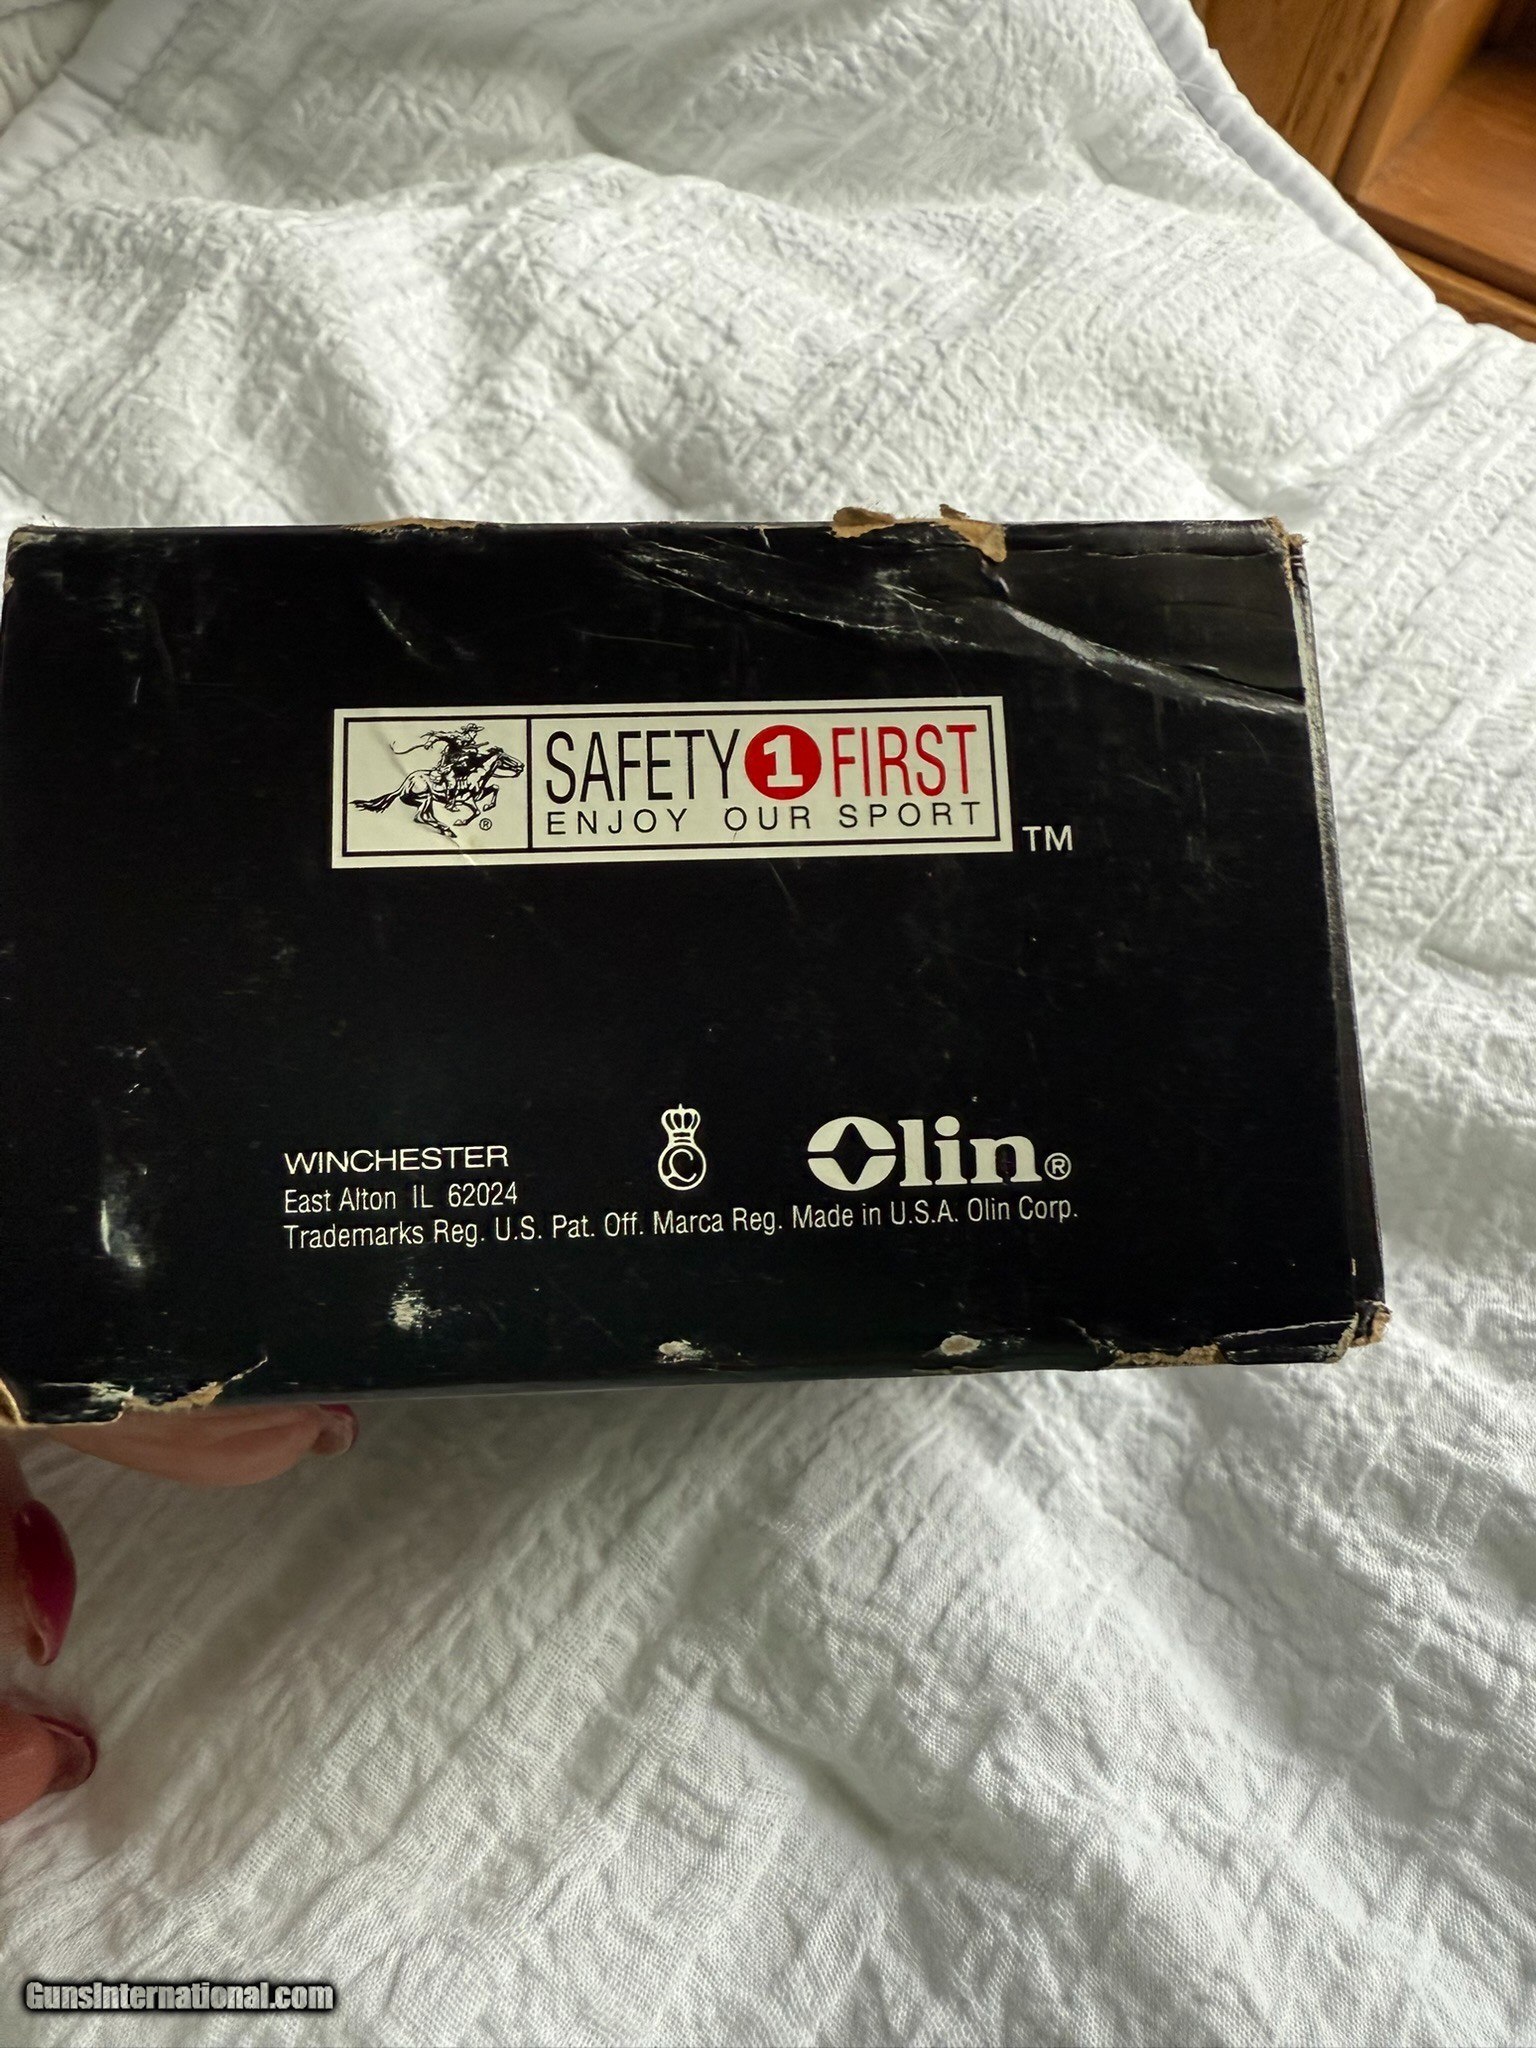 SAFETY 1 FIRST
ENJOY OUR SPORT
®
TM
WINCHESTER
East Alton IL 62024
Olin®
Trademarks Reg. U.S. Pat. Off. Marca Reg. Made in U.S.A. Olin Corp.
GunsInternational.com